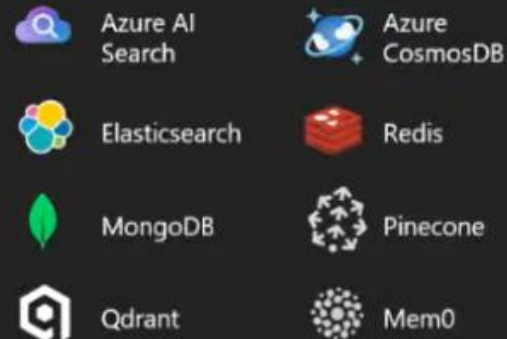 Azure AI
Search
Azure
CosmosDB
Elasticsearch
Redis
MongoDB
Pinecone
Qdrant
Mem0